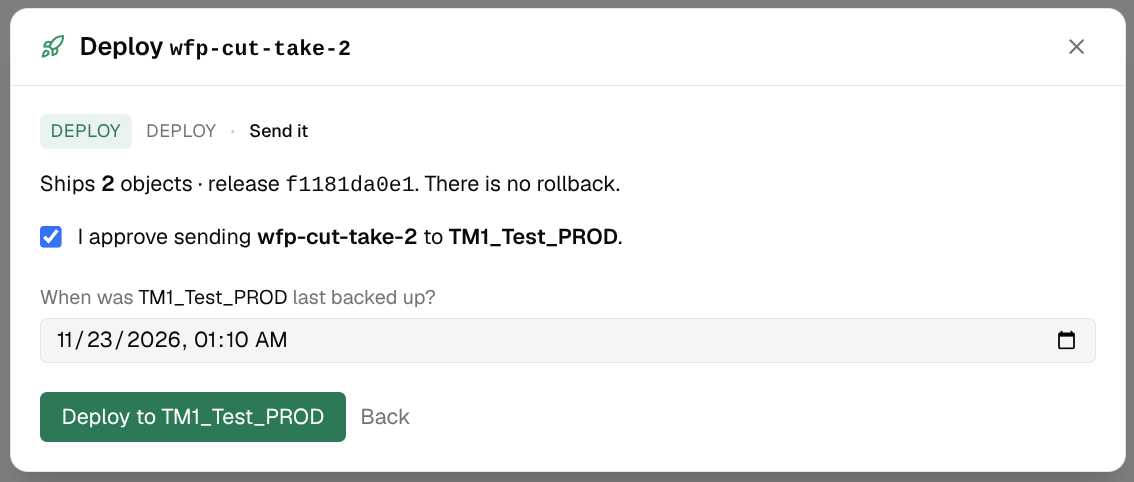 Deploy wfp-cut-take-2
DEPLOY DEPLOY · Send it
Ships 2 objects · release f1181da0e1. There is no rollback.
I approve sending wfp-cut-take-2 to TM1_Test_PROD.
When was TM1_Test_PROD last backed up?
11/23/2026, 01:10 AM
Deploy to TM1_Test_PROD Back